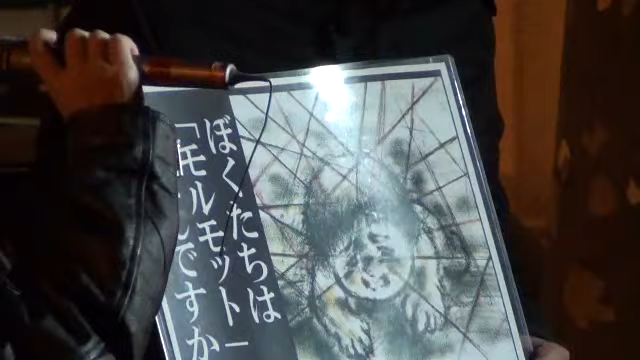 ぼくたちは
「モルモット」
んですか